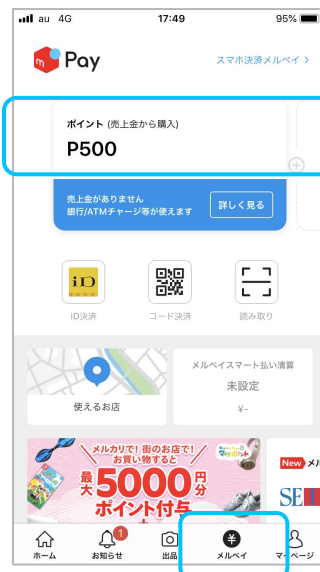 au 4G 17:49 95%
Pay スマホ決済メルペイ >
ポイント (売上金から購入)
P500
売上金がありません
銀行/ATMチャージ等が使えます
詳しく見る
iD
iD決済 コード決済 読み取り
使えるお店
メルペイスマート払い清算
未設定
¥-
メルカリで! 街のお店で!
お買い物すると
最大5000円分
ポイント付与
New メル
SEI
1
ホーム お知らせ 出品 メルペイ マイページ